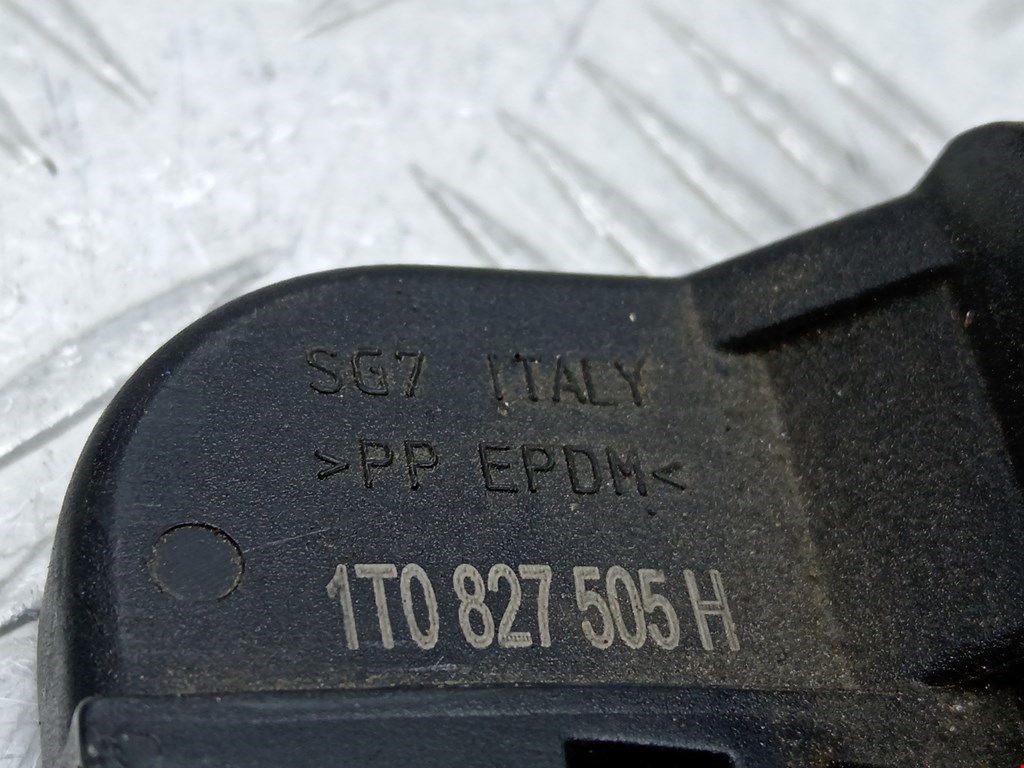 SG7 ITALY
>PP EPDM<
1T0 827 505 H